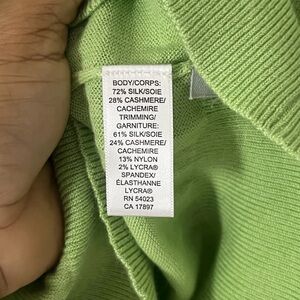 BODY/CORPS:
72% SILK/SOIE
28% CASHMERE/
CACHEMIRE
TRIMMING/
GARNITURE:
61% SILK/SOIE
24% CASHMERE/
CACHEMIRE
13% NYLON
2% LYCRA®
SPANDEX/
ÉLASTHANNE
LYCRA®
RN 54023
CA 17897